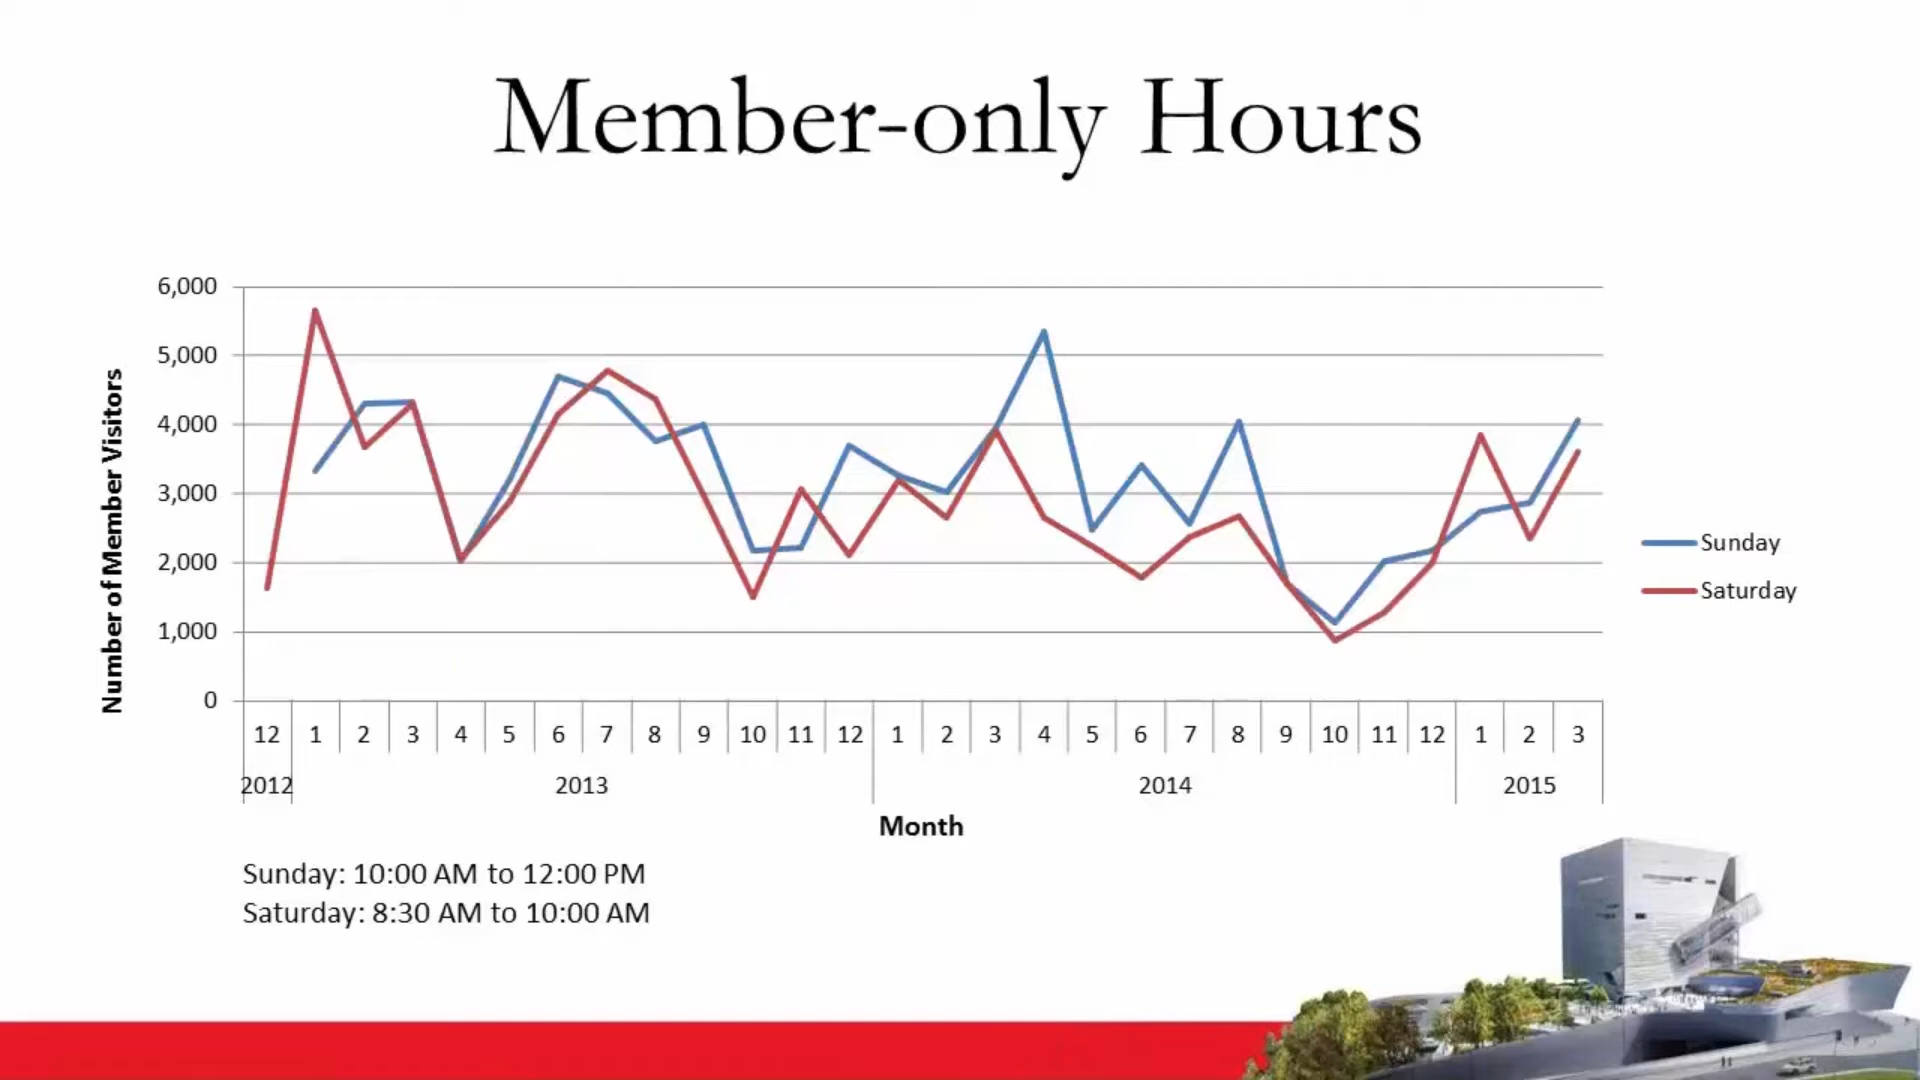 Member-only Hours
Number of Member Visitors
6,000
5,000
4,000
3,000
2,000
1,000
0
12 1 2 3 4 5 6 7 8 9 10 11 12 1 2 3 4 5 6 7 8 9 10 11 12 1 2 3
2012 2013 2014 2015
Month
Sunday
Saturday
Sunday: 10:00 AM to 12:00 PM
Saturday: 8:30 AM to 10:00 AM